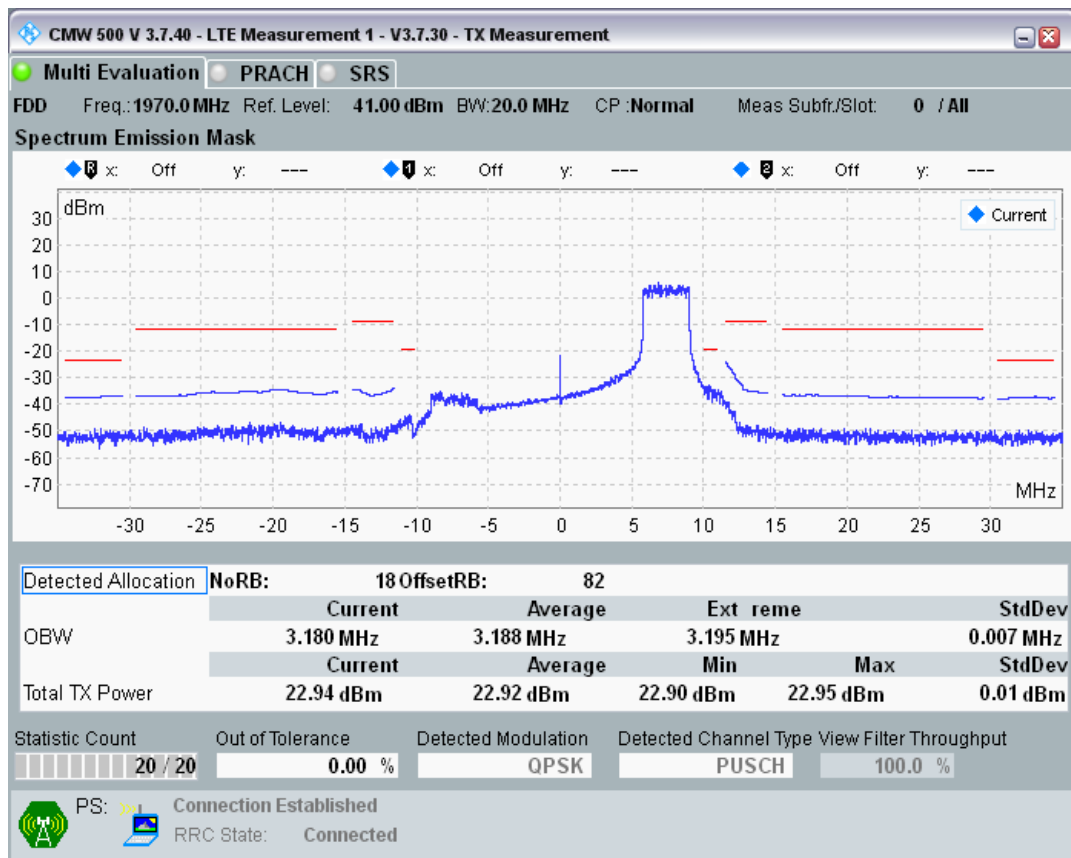 CMW 500 V 3.7.40 - LTE Measurement 1 - V3.7.30 - TX Measurement
Multi Evaluation PRACH SRS
FDD Freq.:1970.0MHz Ref. Level: 41.00 dBm BW:20.0 MHz CP :Normal Meas Subfr./Slot: 0 / All
Spectrum Emission Mask
R x: Off y: --- 1 x: Off y: --- 2 x: Off y: ---
dBm
Current
30
20
10
0
-10
-20
-30
-40
-50
-60
-70
MHz
-30 -25 -20 -15 -10 -5 0 5 10 15 20 25 30
Detected Allocation NoRB: 18 OffsetRB: 82
Current Average Ext reme StdDev
OBW 3.180 MHz 3.188 MHz 3.195 MHz 0.007 MHz
Current Average Min Max StdDev
Total TX Power 22.94 dBm 22.92 dBm 22.90 dBm 22.95 dBm 0.01 dBm
Statistic Count Out of Tolerance Detected Modulation Detected Channel Type View Filter Throughput
20 / 20 0.00 % QPSK PUSCH 100.0 %
PS: Connection Established
RRC State: Connected